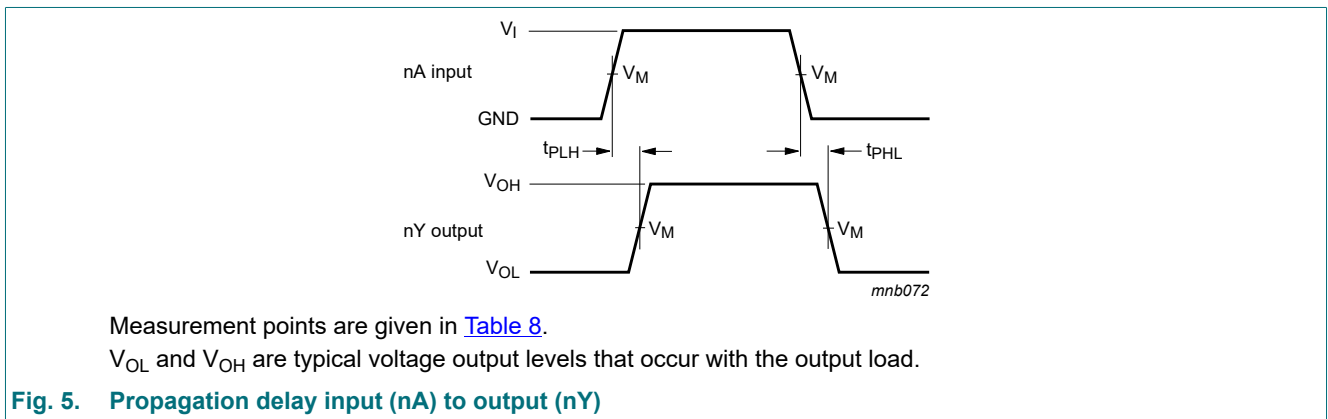 VI
nA input
VM
VM
GND
tPLH
tPHL
VOH
nY output
VM
VM
VOL
mnb072
Measurement points are given in Table 8.
VOL and VOH are typical voltage output levels that occur with the output load.
Fig. 5. Propagation delay input (nA) to output (nY)